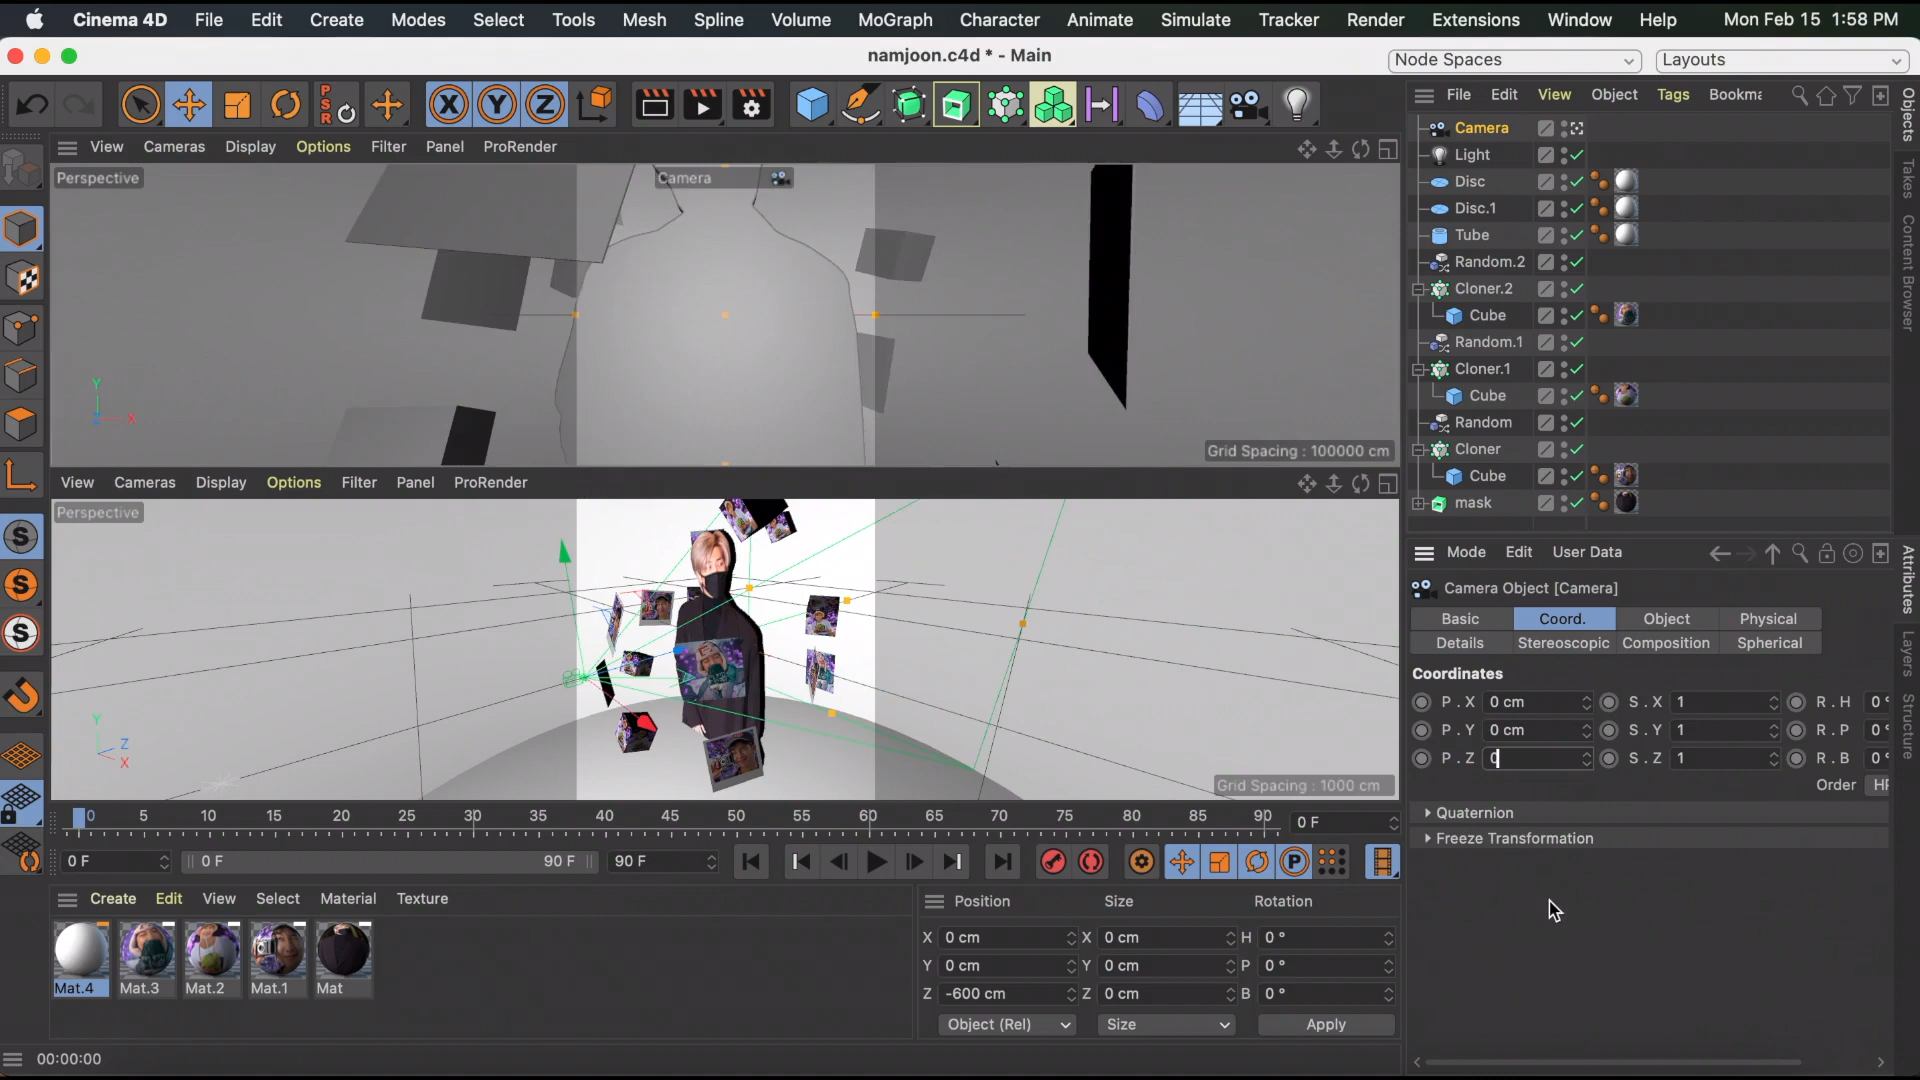 Cinema 4D File Edit Create Modes Select Tools Mesh Spline Volume MoGraph Character Animate Simulate Tracker Render Extensions Window Help Mon Feb 15 1:58 PM
namjoon.c4d * - Main
Node Spaces Layouts
PSR X Y Z
File Edit View Object Tags Bookma
View Cameras Display Options Filter Panel ProRender
Perspective Camera
Y X Z
Grid Spacing : 100000 cm
View Cameras Display Options Filter Panel ProRender
Perspective
Y Z X
Grid Spacing : 1000 cm
Camera
Light
Disc
Disc.1
Tube
Random.2
Cloner.2
Cube
Random.1
Cloner.1
Cube
Random
Cloner
Cube
mask
Objects
Takes
Content Browser
Attributes
Layers
Structure
Mode Edit User Data
Camera Object [Camera]
Basic Coord. Object Physical
Details Stereoscopic Composition Spherical
Coordinates
P . X 0 cm S . X 1 R . H 0 °
P . Y 0 cm S . Y 1 R . P 0 °
P . Z 0 S . Z 1 R . B 0 °
Order
Quaternion
Freeze Transformation
S
S
S
0 5 10 15 20 25 30 35 40 45 50 55 60 65 70 75 80 85 90 0 F
0 F 0 F 90 F 90 F P
Create Edit View Select Material Texture
Mat.4 Mat.3 Mat.2 Mat.1 Mat
Position Size Rotation
X 0 cm X 0 cm H 0 °
Y 0 cm Y 0 cm P 0 °
Z -600 cm Z 0 cm B 0 °
Object (Rel) Size Apply
00:00:00